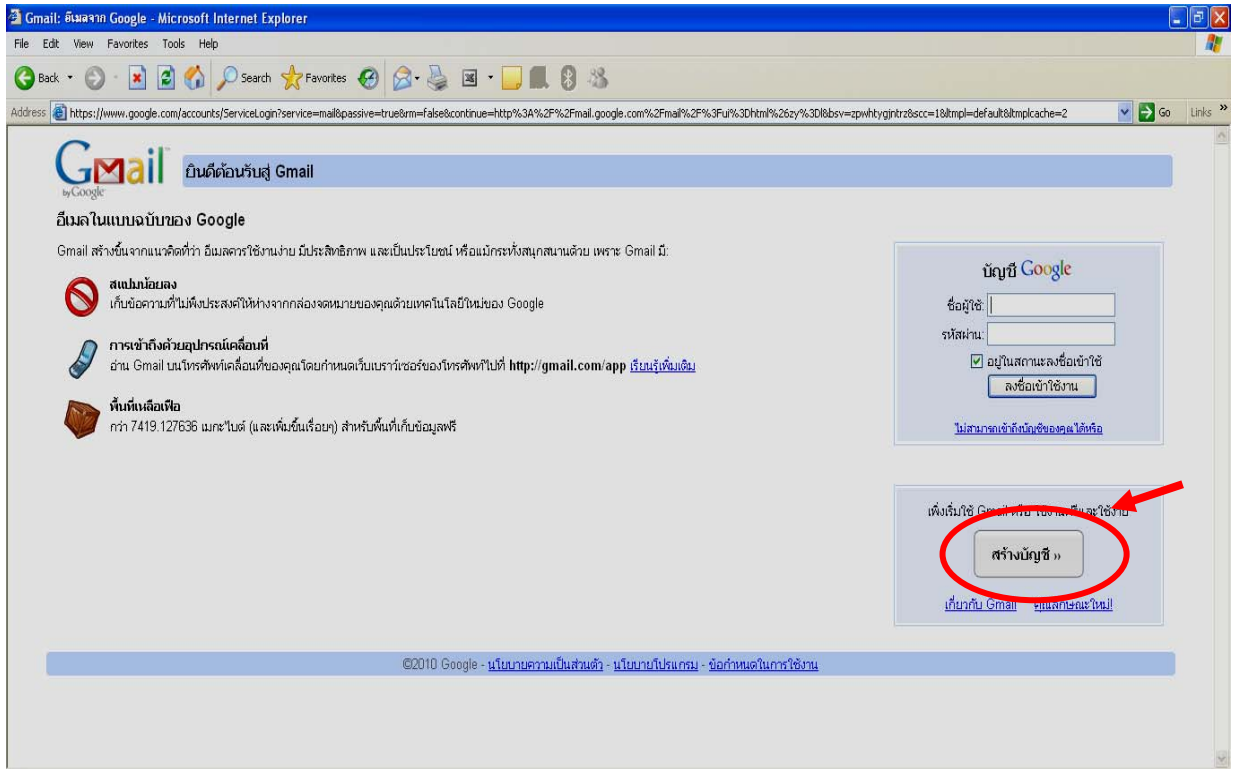 Gmail: อีเมลจาก Google - Microsoft Internet Explorer
File Edit View Favorites Tools Help
Back Search Favorites
Address https://www.google.com/accounts/ServiceLogin?service=mail&passive=true&rm=false&continue=http%3A%2F%2Fmail.google.com%2Fmail%2F%3Fui%3Dhtml%26zy%3Dl&bsv=zpwhtygjntrz&scc=1&ltmpl=default&ltmplcache=2 Go Links »
Gmail ยินดีต้อนรับสู่ Gmail
by Google
อีเมลในแบบฉบับของ Google
Gmail สร้างขึ้นจากแนวคิดที่ว่า อีเมลควรใช้งานง่าย มีประสิทธิภาพ และเป็นประโยชน์ หรือแม้กระทั่งสนุกสนานด้วย เพราะ Gmail มี:
สแปมน้อยลง
เก็บข้อความที่ไม่พึงประสงค์ให้ห่างจากกล่องจดหมายของคุณด้วยเทคโนโลยีใหม่ของ Google
การเข้าถึงด้วยอุปกรณ์เคลื่อนที่
อ่าน Gmail บนโทรศัพท์เคลื่อนที่ของคุณโดยกำหนดเว็บเบราว์เซอร์ของโทรศัพท์ไปที่ http://gmail.com/app เรียนรู้เพิ่มเติม
พื้นที่เหลือเฟือ
กว่า 7419.127636 เมกะไบต์ (และเพิ่มขึ้นเรื่อยๆ) สำหรับพื้นที่เก็บข้อมูลฟรี
บัญชี Google
ชื่อผู้ใช้:
รหัสผ่าน:
อยู่ในสถานะลงชื่อเข้าใช้
ลงชื่อเข้าใช้งาน
ไม่สามารถเข้าถึงบัญชีของคุณได้หรือ
เพิ่งเริ่มใช้ Gmail หรือ
สร้างบัญชี »
เกี่ยวกับ Gmail คุณลักษณะใหม่!
©2010 Google - นโยบายความเป็นส่วนตัว - นโยบายโปรแกรม - ข้อกำหนดในการใช้งาน